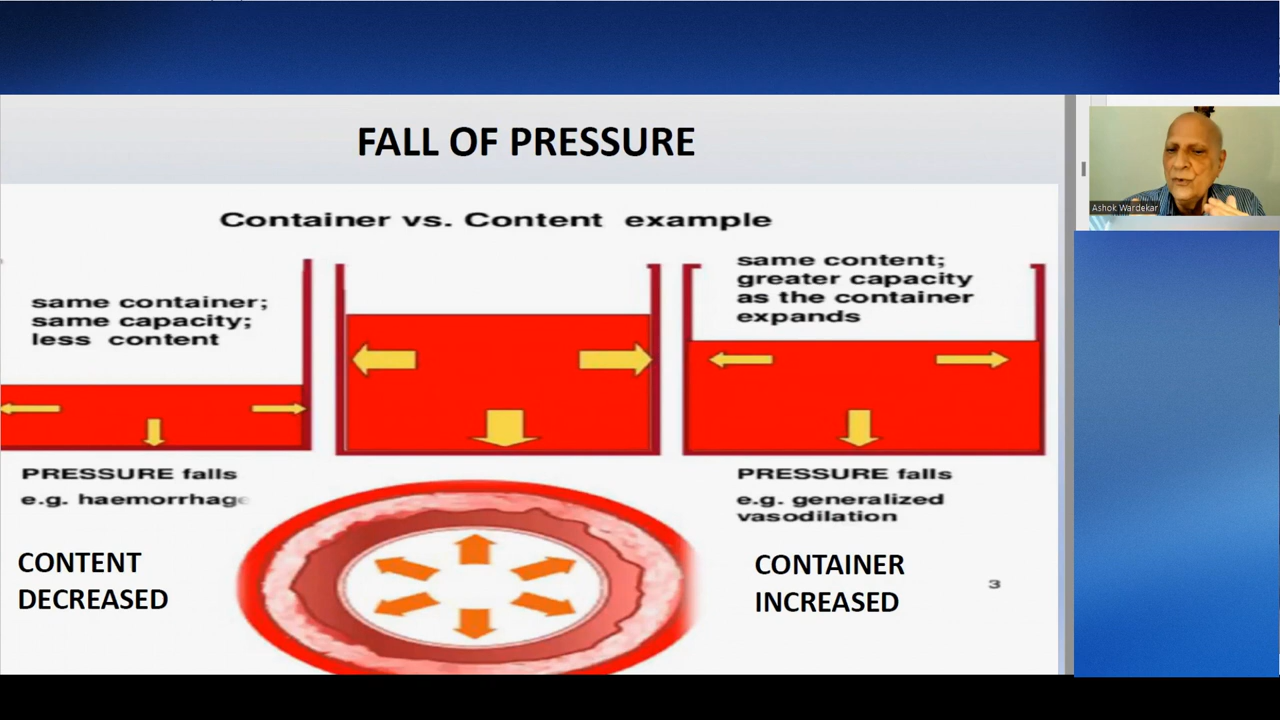 FALL OF PRESSURE
Container vs. Content example
same container;
same capacity;
less content
same content;
greater capacity
as the container
expands
PRESSURE falls
e.g. haemorrhage
PRESSURE falls
e.g. generalized
vasodilation
CONTENT
DECREASED
CONTAINER
INCREASED
3
Ashok Wardekar